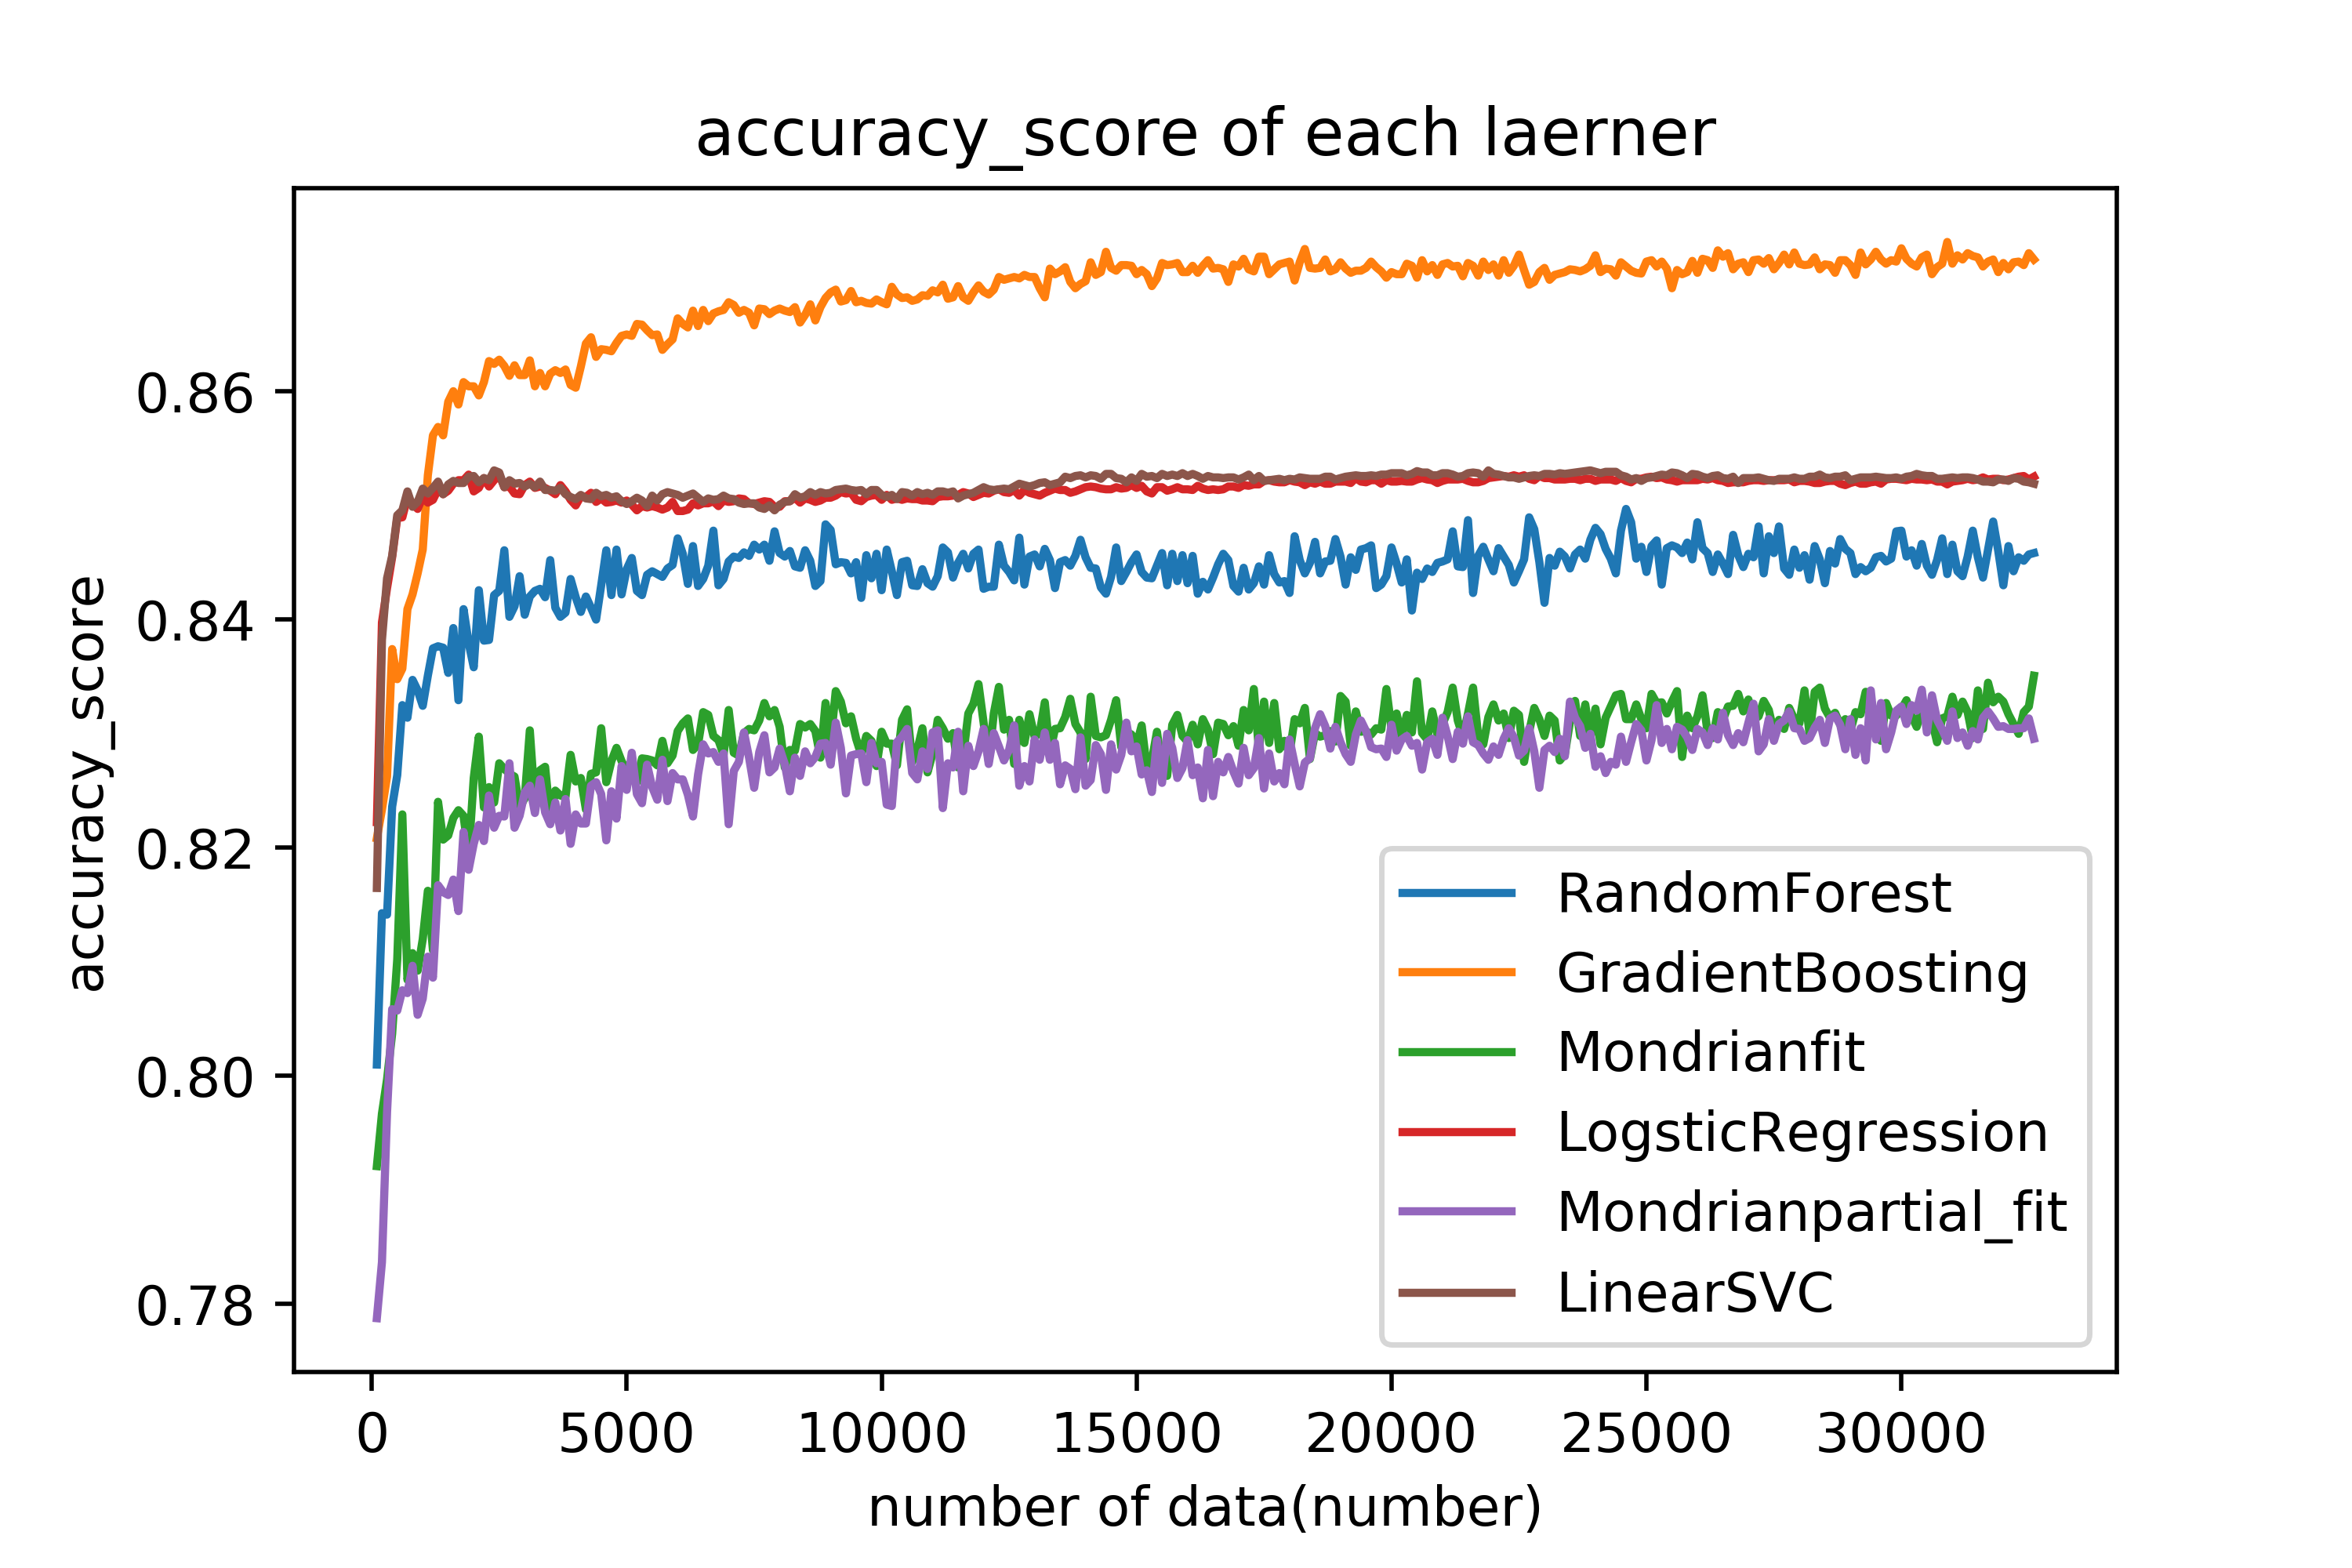 accuracy_score of each laerner
accuracy_score
0.86
0.84
0.82
0.80
0.78
RandomForest
GradientBoosting
Mondrianfit
LogsticRegression
Mondrianpartial_fit
LinearSVC
0 5000 10000 15000 20000 25000 30000
number of data(number)